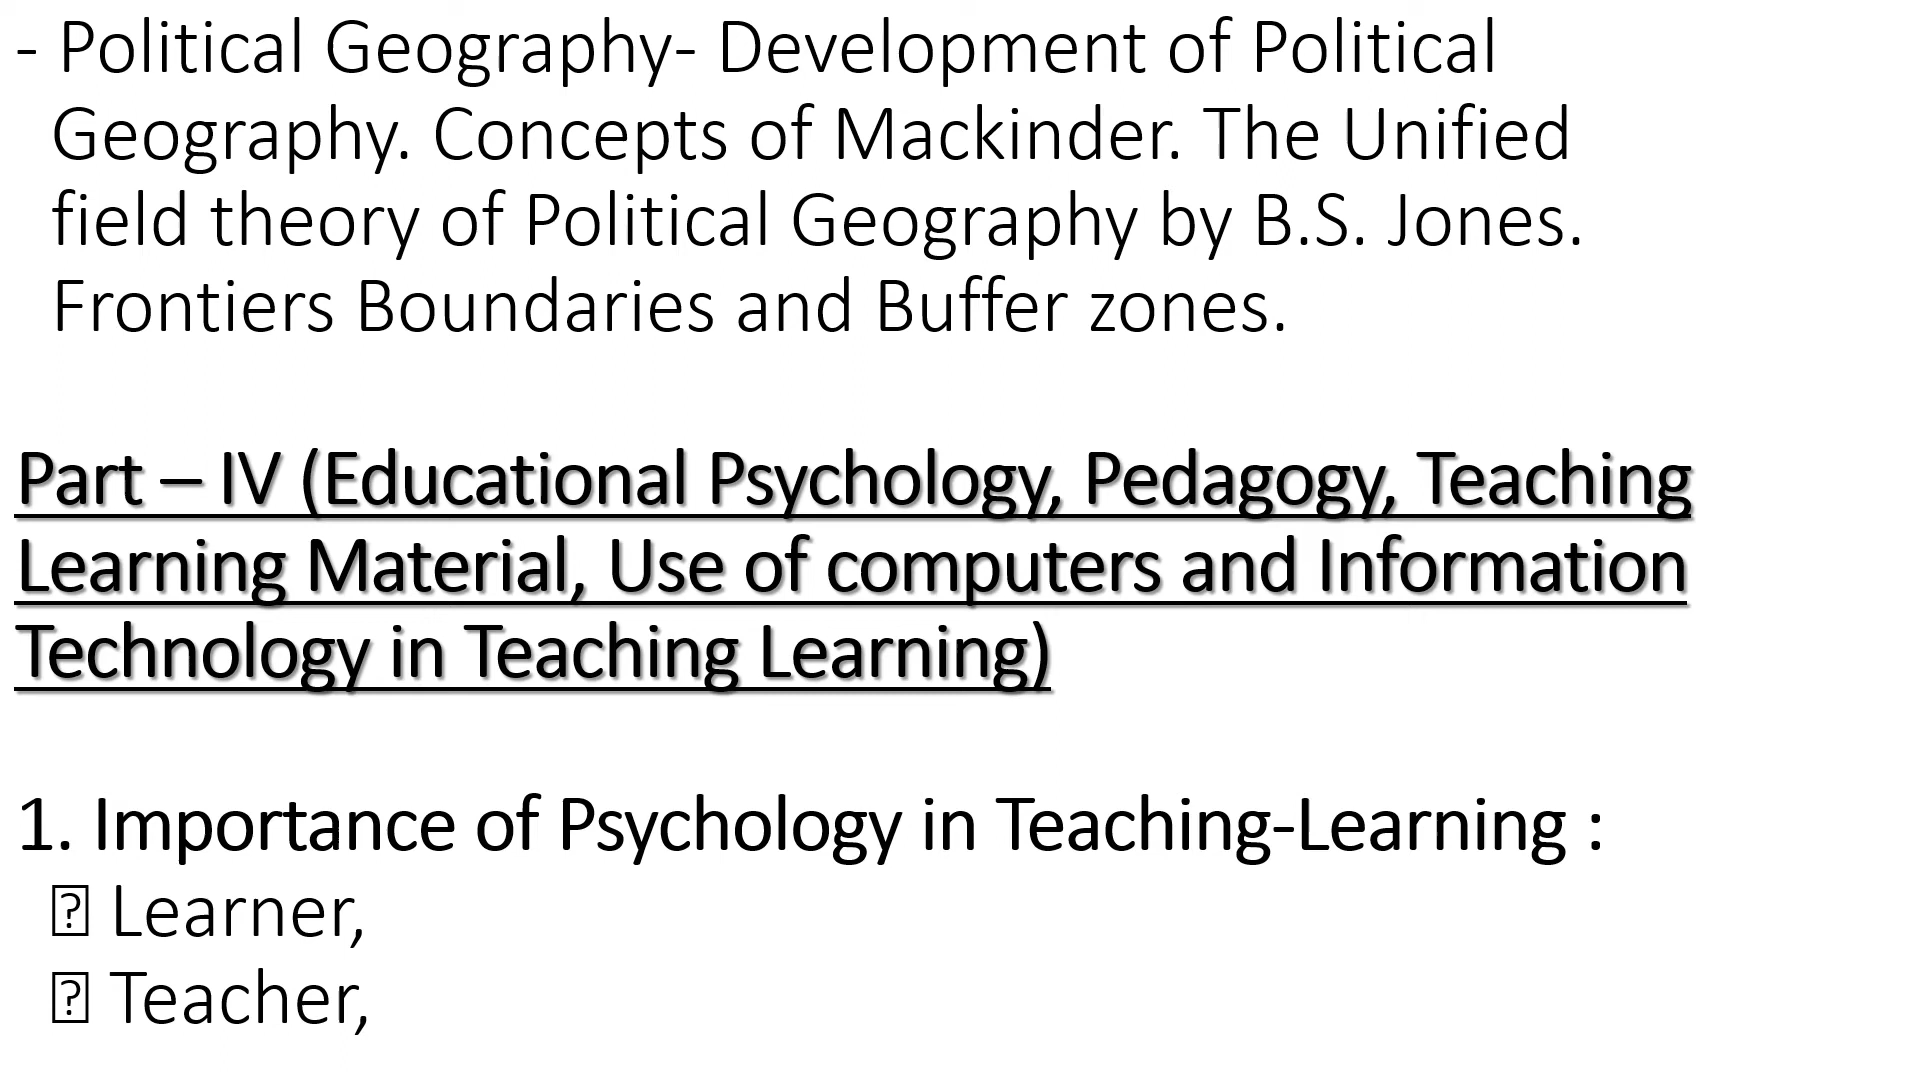 - Political Geography- Development of Political
Geography. Concepts of Mackinder. The Unified
field theory of Political Geography by B.S. Jones.
Frontiers Boundaries and Buffer zones.
Part – IV (Educational Psychology, Pedagogy, Teaching
Learning Material, Use of computers and Information
Technology in Teaching Learning)
1. Importance of Psychology in Teaching-Learning :
Learner,
Teacher,